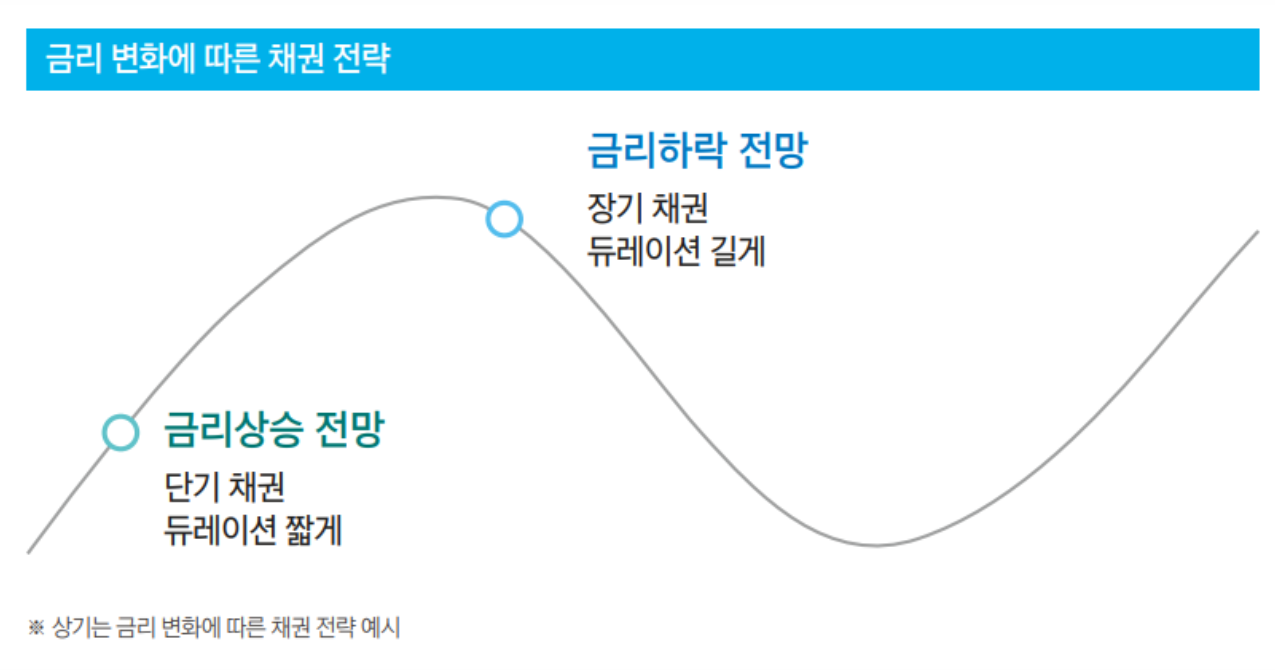 금리 변화에 따른 채권 전략
금리하락 전망
장기 채권
듀레이션 길게
금리상승 전망
단기 채권
듀레이션 짧게
※ 상기는 금리 변화에 따른 채권 전략 예시